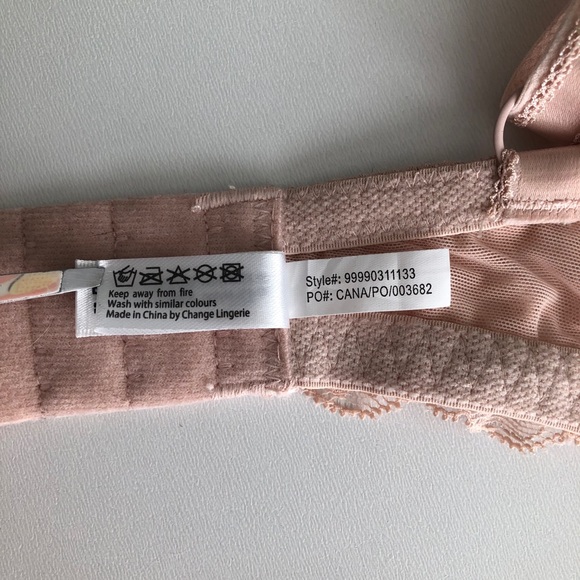 Keep away from fire
Wash with similar colours
Made in China by Change Lingerie
Style#: 99990311133
PO#: CANA/PO/003682